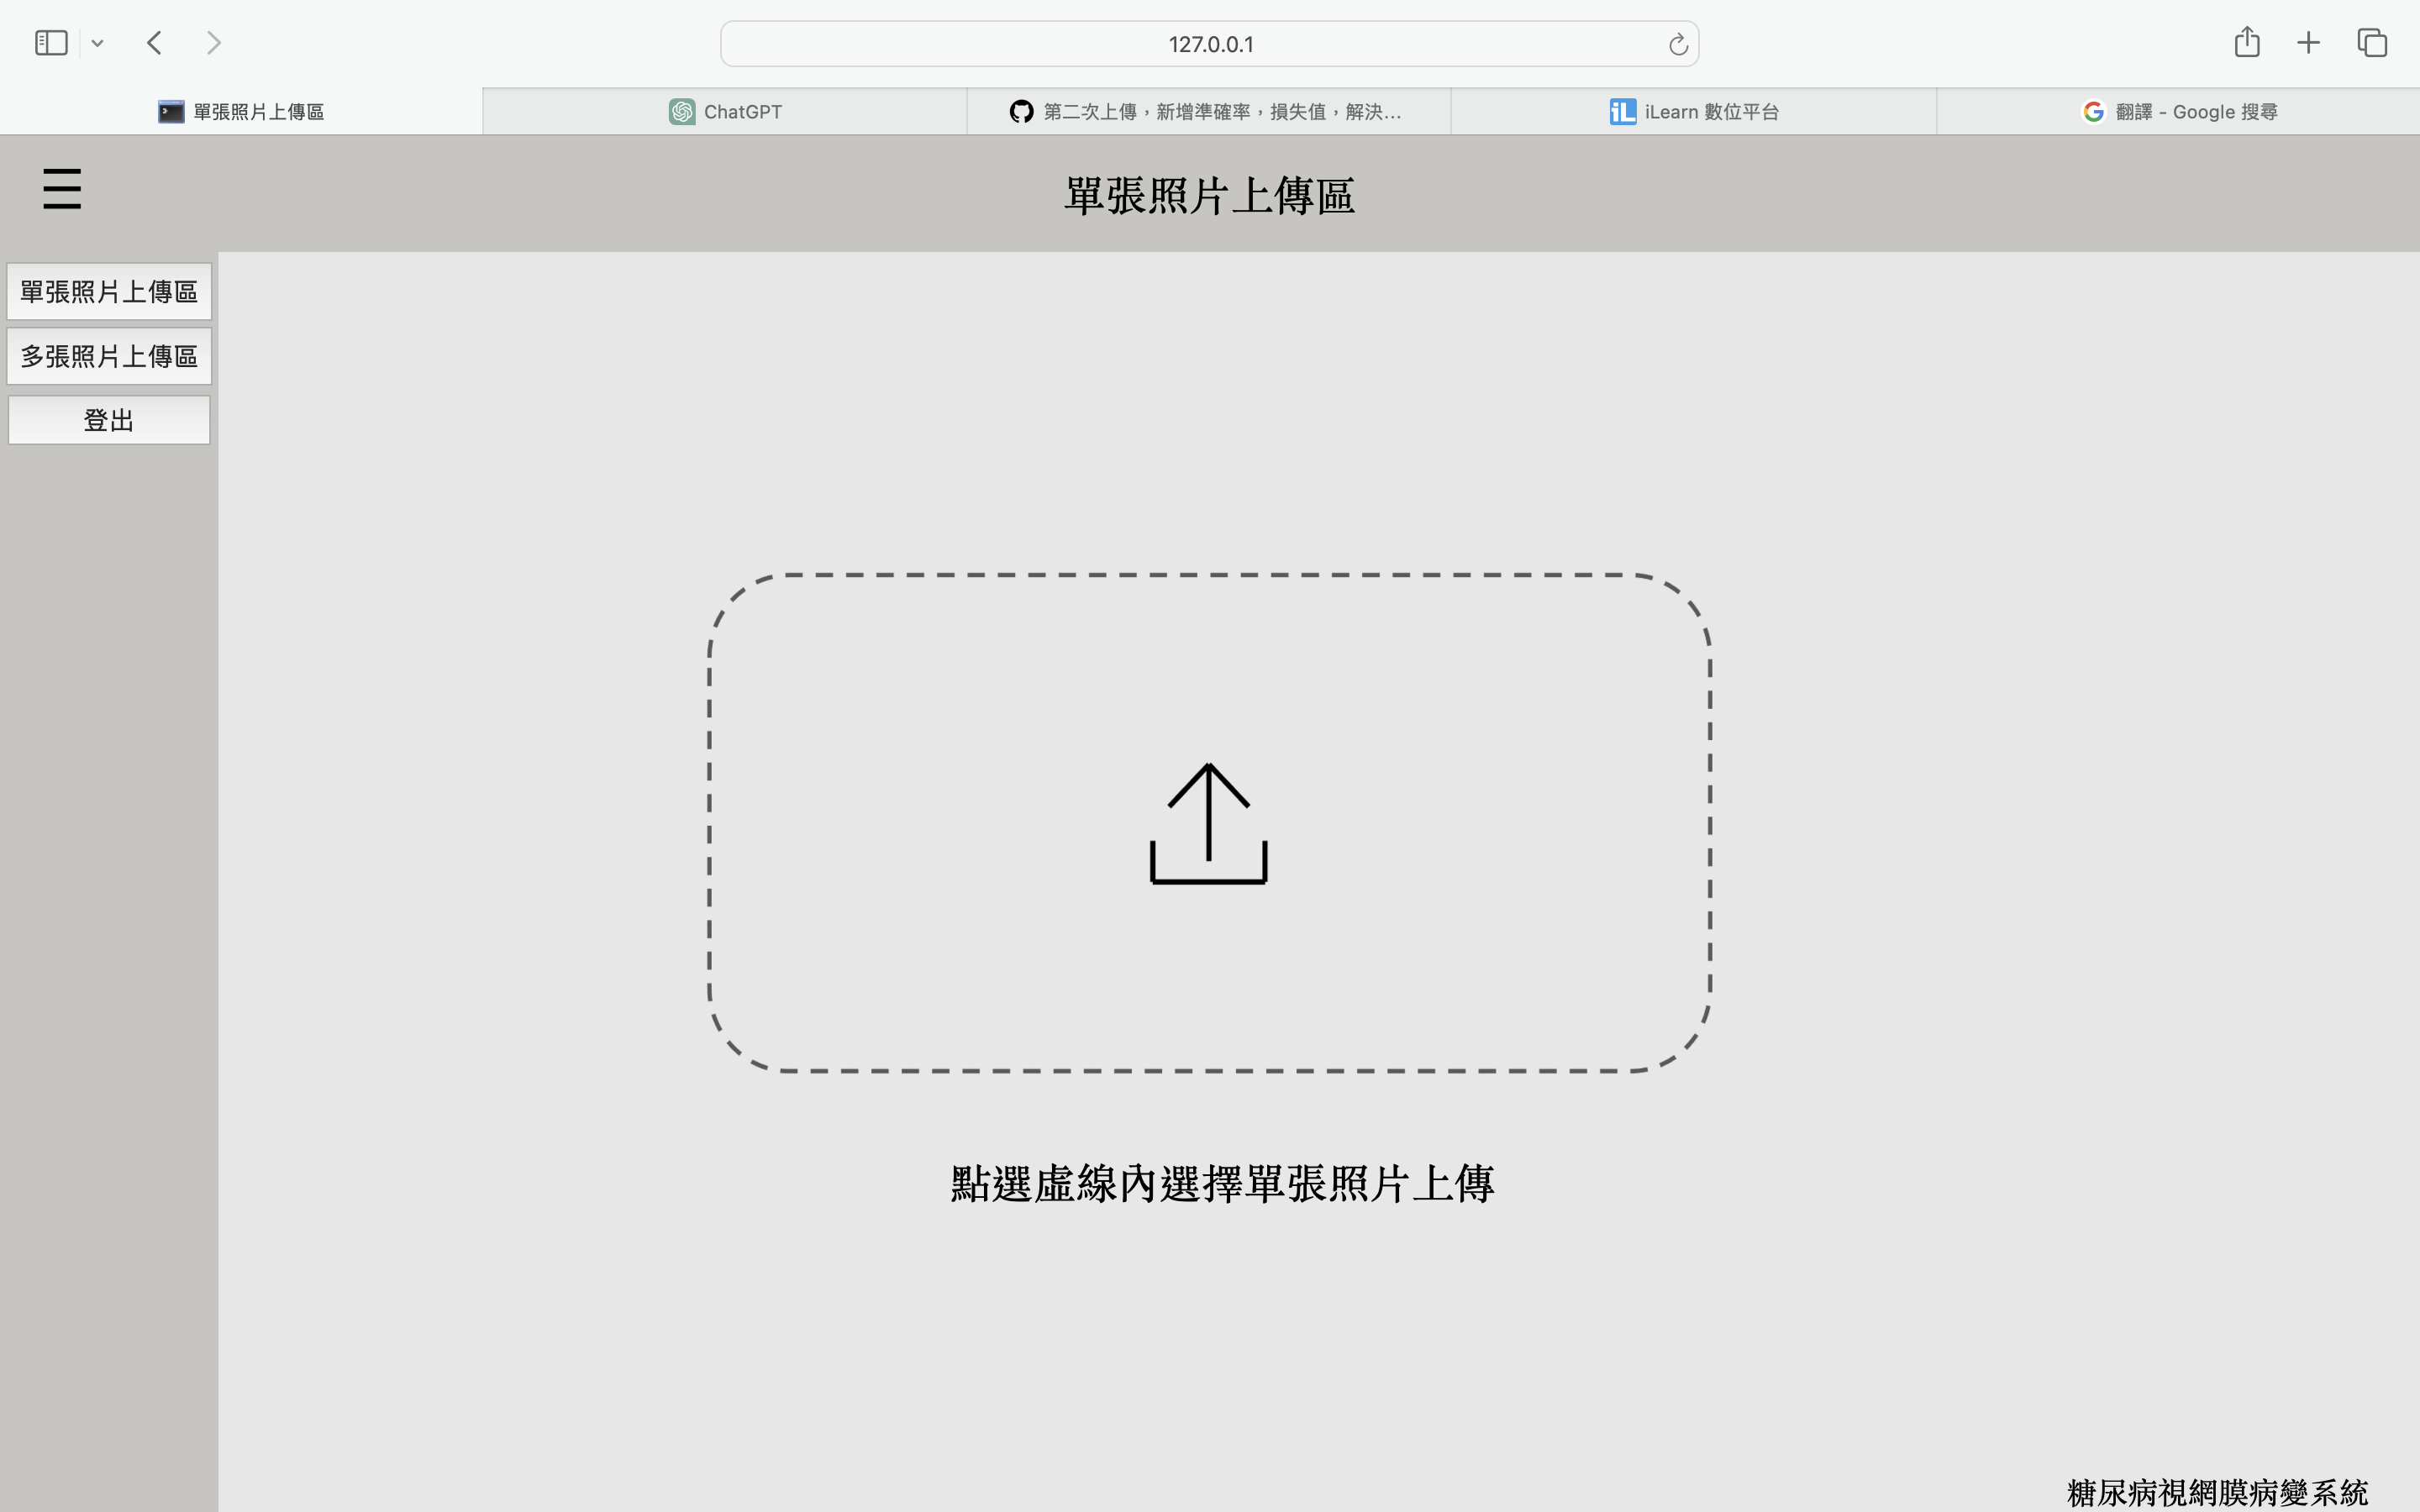 127.0.0.1
單張照片上傳區
ChatGPT
第二次上傳，新增準確率，損失值，解決...
iL
iLearn 數位平台
翻譯 - Google 搜尋
單張照片上傳區
單張照片上傳區
多張照片上傳區
登出
點選虛線內選擇單張照片上傳
糖尿病視網膜病變系統